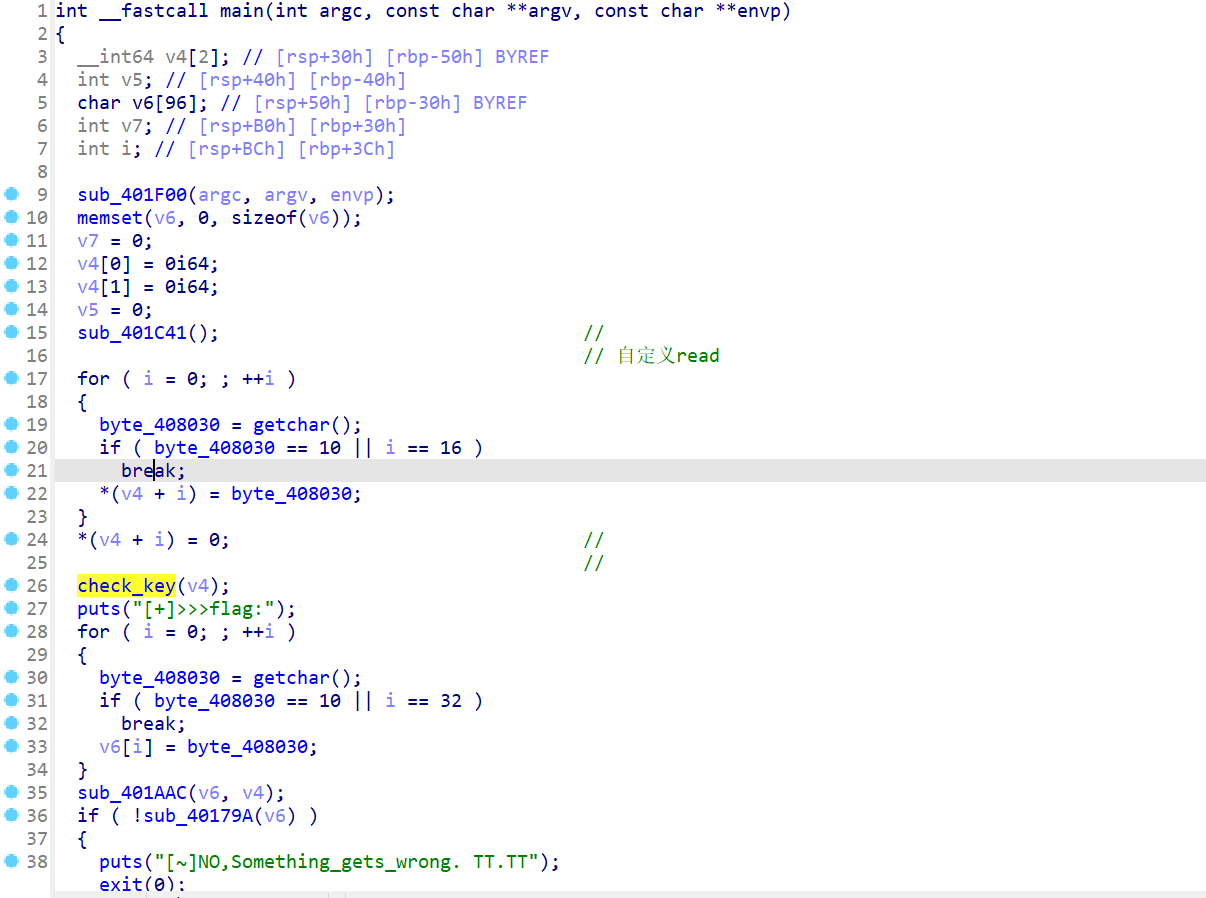 1 int __fastcall main(int argc, const char **argv, const char **envp)
2 {
3   __int64 v4[2]; // [rsp+30h] [rbp-50h] BYREF
4   int v5; // [rsp+40h] [rbp-40h]
5   char v6[96]; // [rsp+50h] [rbp-30h] BYREF
6   int v7; // [rsp+B0h] [rbp+30h]
7   int i; // [rsp+BCh] [rbp+3Ch]
8
9   sub_401F00(argc, argv, envp);
10   memset(v6, 0, sizeof(v6));
11   v7 = 0;
12   v4[0] = 0i64;
13   v4[1] = 0i64;
14   v5 = 0;
15   sub_401C41();                                 //
16                                                 // 自定义read
17   for ( i = 0; ; ++i )
18   {
19     byte_408030 = getchar();
20     if ( byte_408030 == 10 || i == 16 )
21       break;
22     *(v4 + i) = byte_408030;
23   }
24   *(v4 + i) = 0;                                //
25                                                 //
26   check_key(v4);
27   puts("[+]>>>flag:");
28   for ( i = 0; ; ++i )
29   {
30     byte_408030 = getchar();
31     if ( byte_408030 == 10 || i == 32 )
32       break;
33     v6[i] = byte_408030;
34   }
35   sub_401AAC(v6, v4);
36   if ( !sub_40179A(v6) )
37   {
38     puts("[~]NO,Something_gets_wrong. TT.TT");
    exit(0);